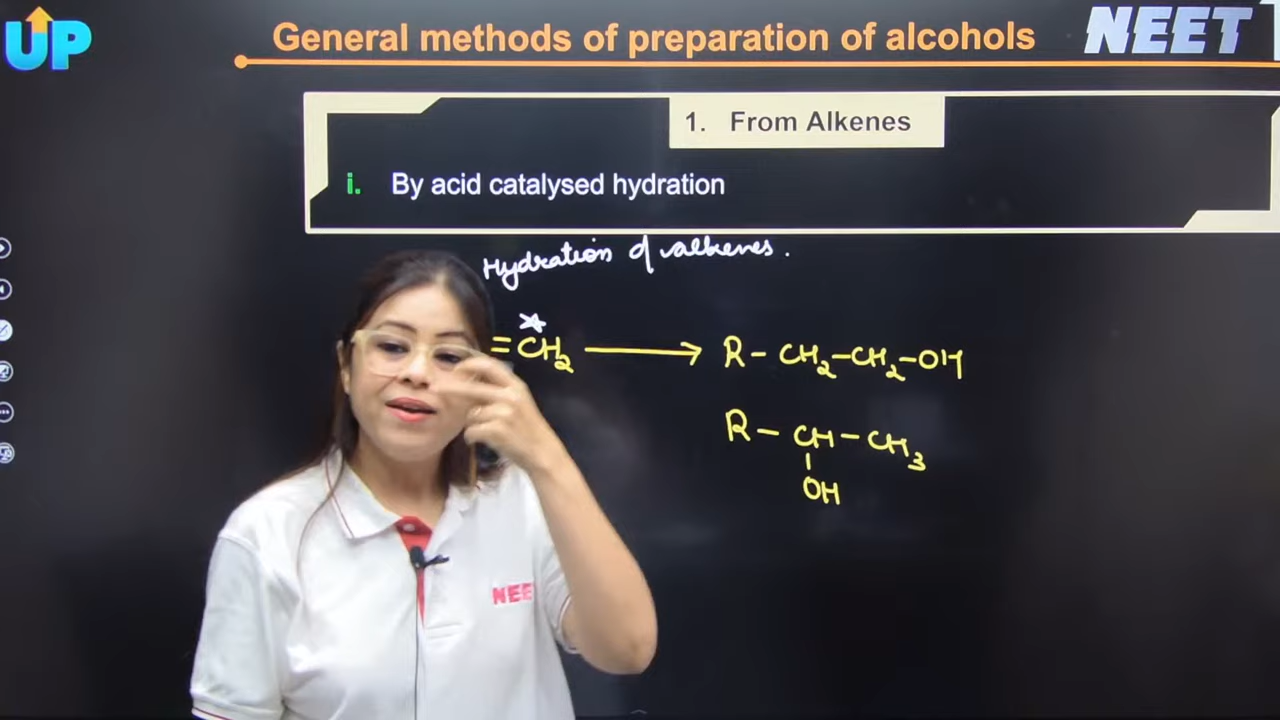 UP
General methods of preparation of alcohols
NEET
1. From Alkenes
i. By acid catalysed hydration
Hydration of alkenes.
=CH₂ ⟶ R-CH₂-CH₂-OH
R-CH-CH₃
OH
NEE